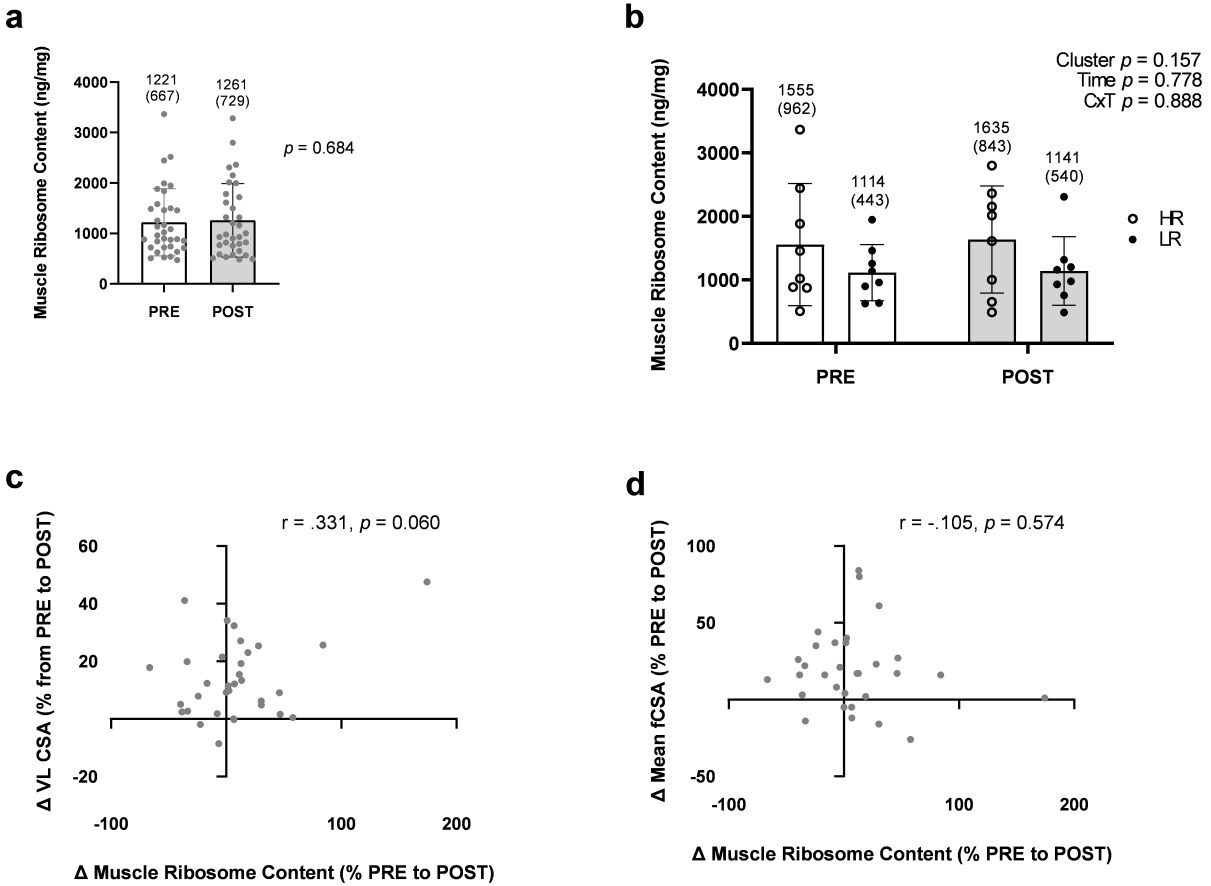 a
Muscle Ribosome Content (ng/mg)
4000
3000
2000
1000
0
1221
(667)
1261
(729)
p = 0.684
PRE
POST
b
Muscle Ribosome Content (ng/mg)
4000
3000
2000
1000
0
Cluster p = 0.157
Time p = 0.778
CxT p = 0.888
1555
(962)
1114
(443)
1635
(843)
1141
(540)
HR
LR
PRE
POST
c
Δ VL CSA (% from PRE to POST)
r = .331, p = 0.060
60
40
20
-20
-100
100
200
Δ Muscle Ribosome Content (% PRE to POST)
d
Δ Mean fCSA (% PRE to POST)
r = -.105, p = 0.574
100
50
-50
-100
100
200
Δ Muscle Ribosome Content (% PRE to POST)